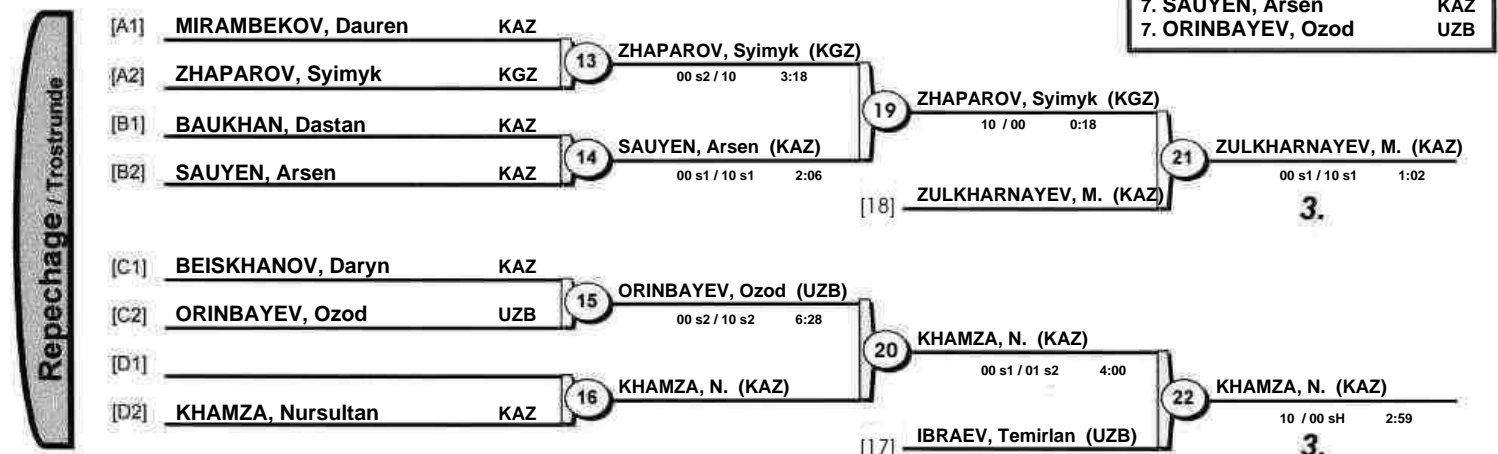 7. SAUYEN, Arsen KAZ
7. ORINBAYEV, Ozod UZB
Repechage / Trostrunde
[A1] MIRAMBEKOV, Dauren KAZ
13
ZHAPAROV, Syimyk (KGZ)
[A2] ZHAPAROV, Syimyk KGZ
00 s2 / 10 3:18
19
ZHAPAROV, Syimyk (KGZ)
10 / 00 0:18
[B1] BAUKHAN, Dastan KAZ
14
SAUYEN, Arsen (KAZ)
[B2] SAUYEN, Arsen KAZ
00 s1 / 10 s1 2:06
21
ZULKHARNAYEV, M. (KAZ)
00 s1 / 10 s1 1:02
[18] ZULKHARNAYEV, M. (KAZ)
3.
[C1] BEISKHANOV, Daryn KAZ
15
ORINBAYEV, Ozod (UZB)
[C2] ORINBAYEV, Ozod UZB
00 s2 / 10 s2 6:28
20
KHAMZA, N. (KAZ)
00 s1 / 01 s2 4:00
[D1]
16
KHAMZA, N. (KAZ)
[D2] KHAMZA, Nursultan KAZ
22
KHAMZA, N. (KAZ)
10 / 00 sH 2:59
[17] IBRAEV, Temirlan (UZB)
3.